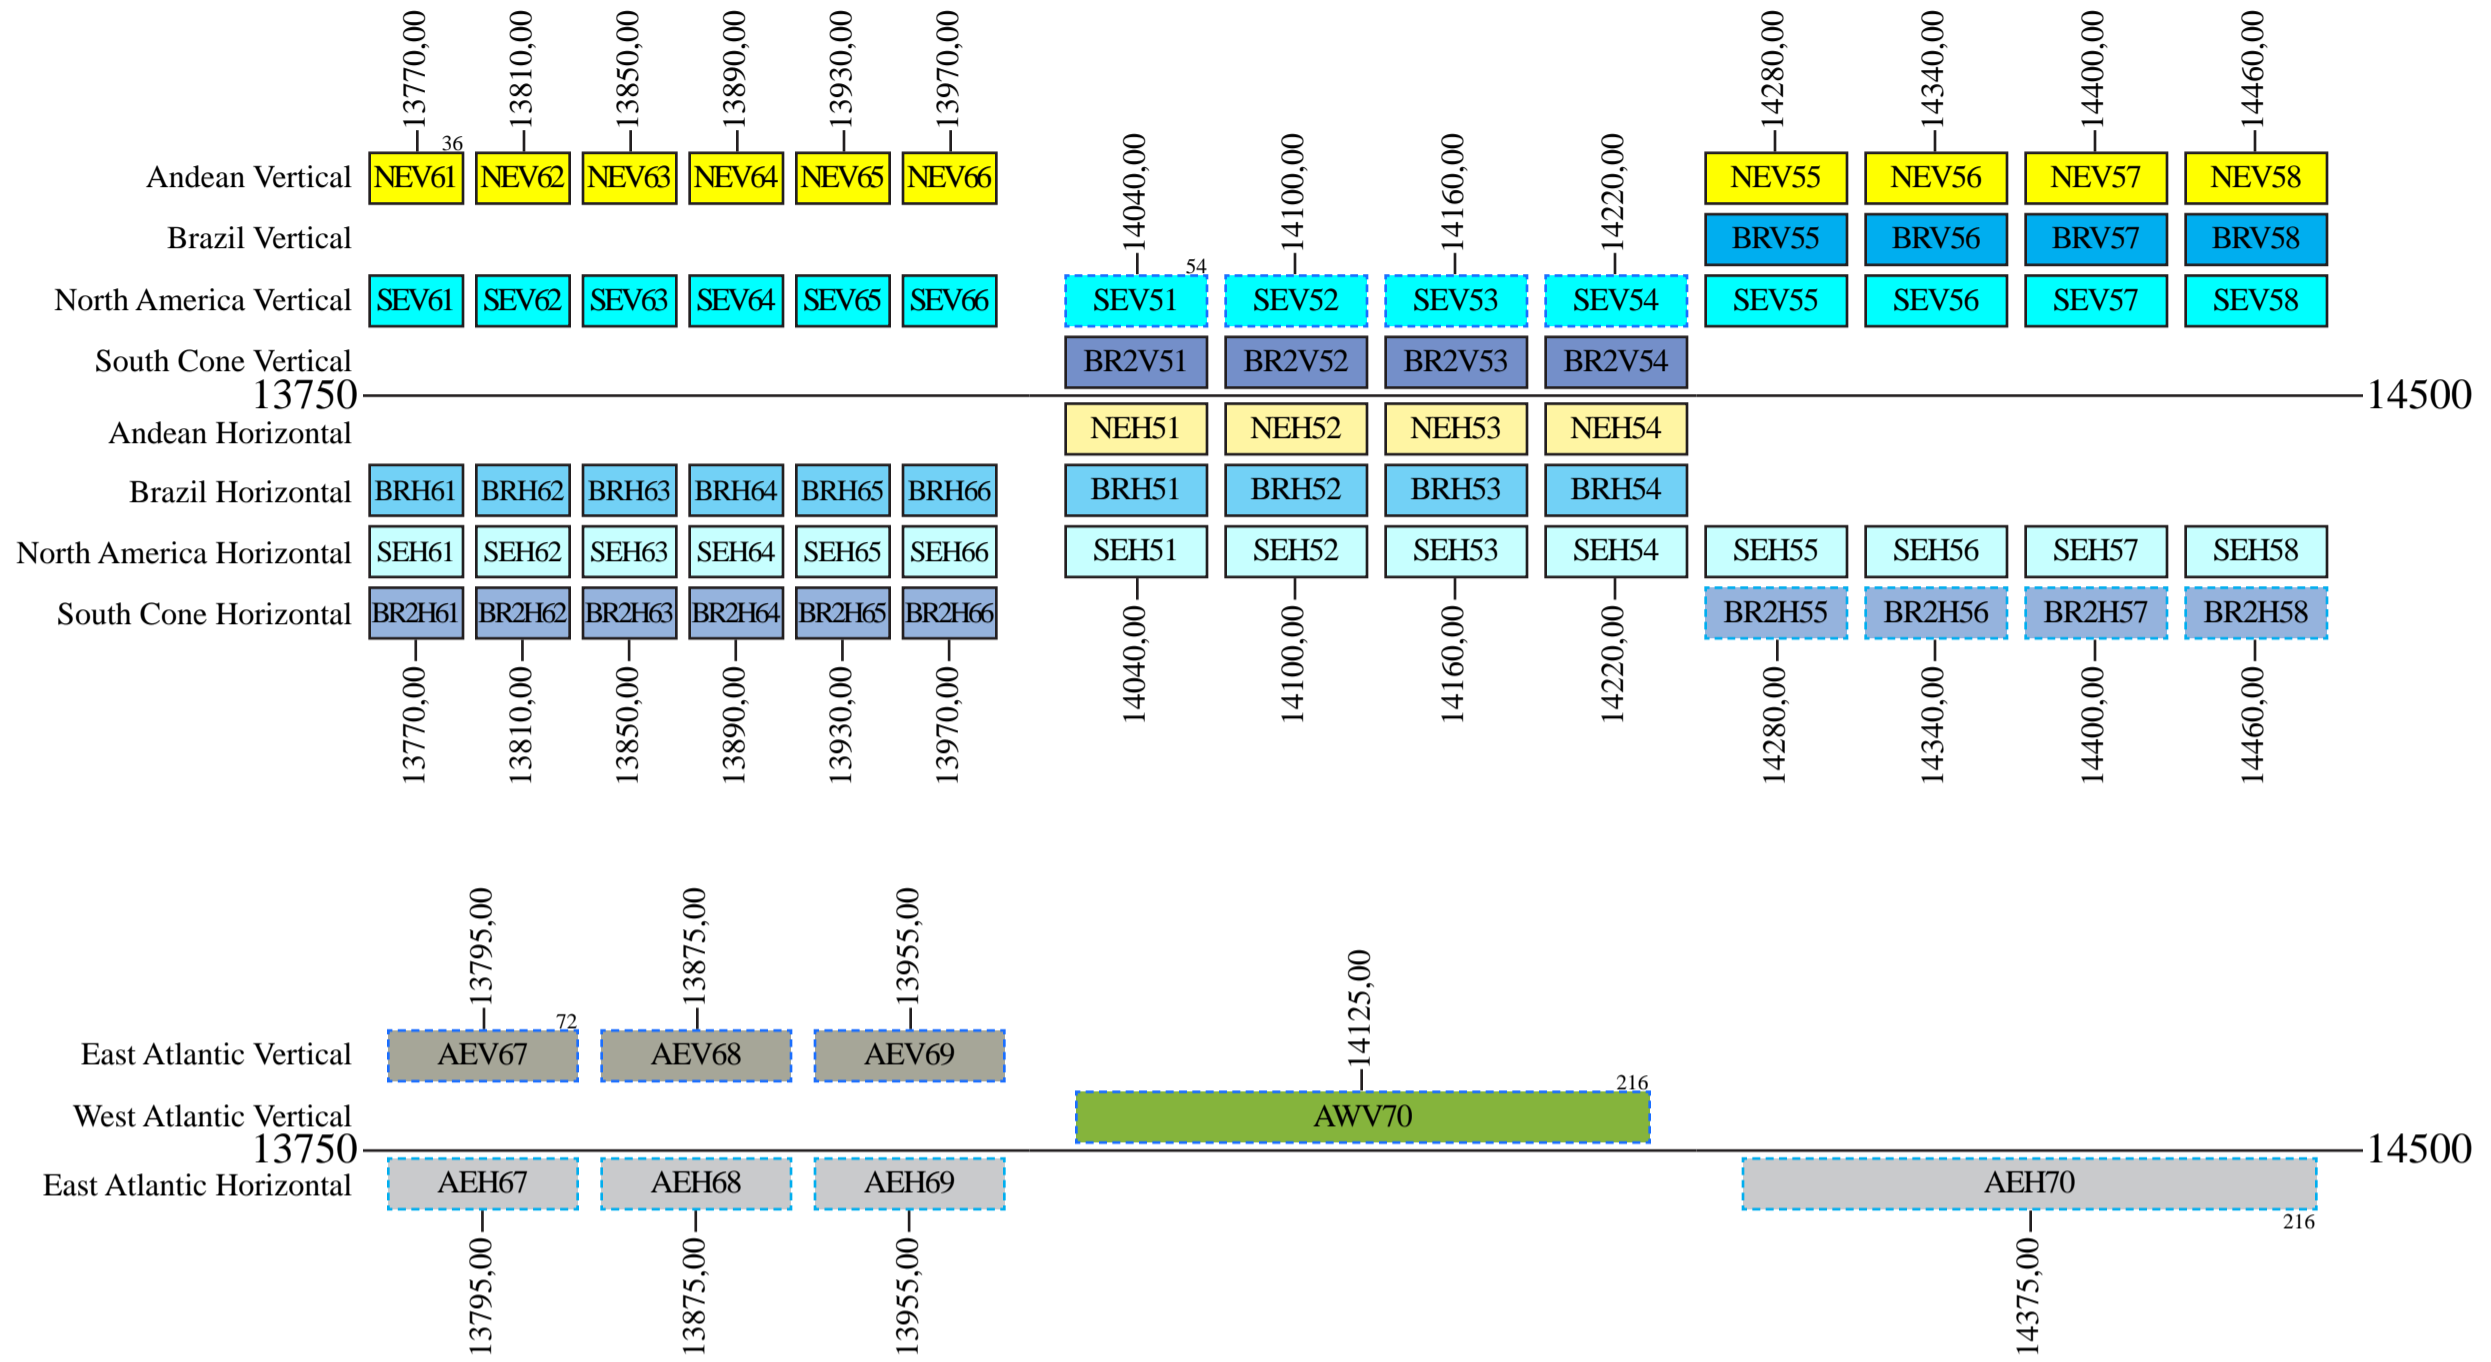 13770,00 13810,00 13850,00 13890,00 13930,00 13970,00 14280,00 14340,00 14400,00 14460,00
36
Andean Vertical NEV61 NEV62 NEV63 NEV64 NEV65 NEV66 NEV55 NEV56 NEV57 NEV58
14040,00 14100,00 14160,00 14220,00
Brazil Vertical BRV55 BRV56 BRV57 BRV58
54
North America Vertical SEV61 SEV62 SEV63 SEV64 SEV65 SEV66 SEV51 SEV52 SEV53 SEV54 SEV55 SEV56 SEV57 SEV58
South Cone Vertical BR2V51 BR2V52 BR2V53 BR2V54
13750 14500
Andean Horizontal NEH51 NEH52 NEH53 NEH54
Brazil Horizontal BRH61 BRH62 BRH63 BRH64 BRH65 BRH66 BRH51 BRH52 BRH53 BRH54
North America Horizontal SEH61 SEH62 SEH63 SEH64 SEH65 SEH66 SEH51 SEH52 SEH53 SEH54 SEH55 SEH56 SEH57 SEH58
South Cone Horizontal BR2H61 BR2H62 BR2H63 BR2H64 BR2H65 BR2H66 BR2H55 BR2H56 BR2H57 BR2H58
14040,00 14100,00 14160,00 14220,00
13770,00 13810,00 13850,00 13890,00 13930,00 13970,00 14280,00 14340,00 14400,00 14460,00
13795,00 13875,00 13955,00
14125,00
72
East Atlantic Vertical AEV67 AEV68 AEV69
216
West Atlantic Vertical AWV70
13750 14500
East Atlantic Horizontal AEH67 AEH68 AEH69 AEH70
216
13795,00 13875,00 13955,00 14375,00